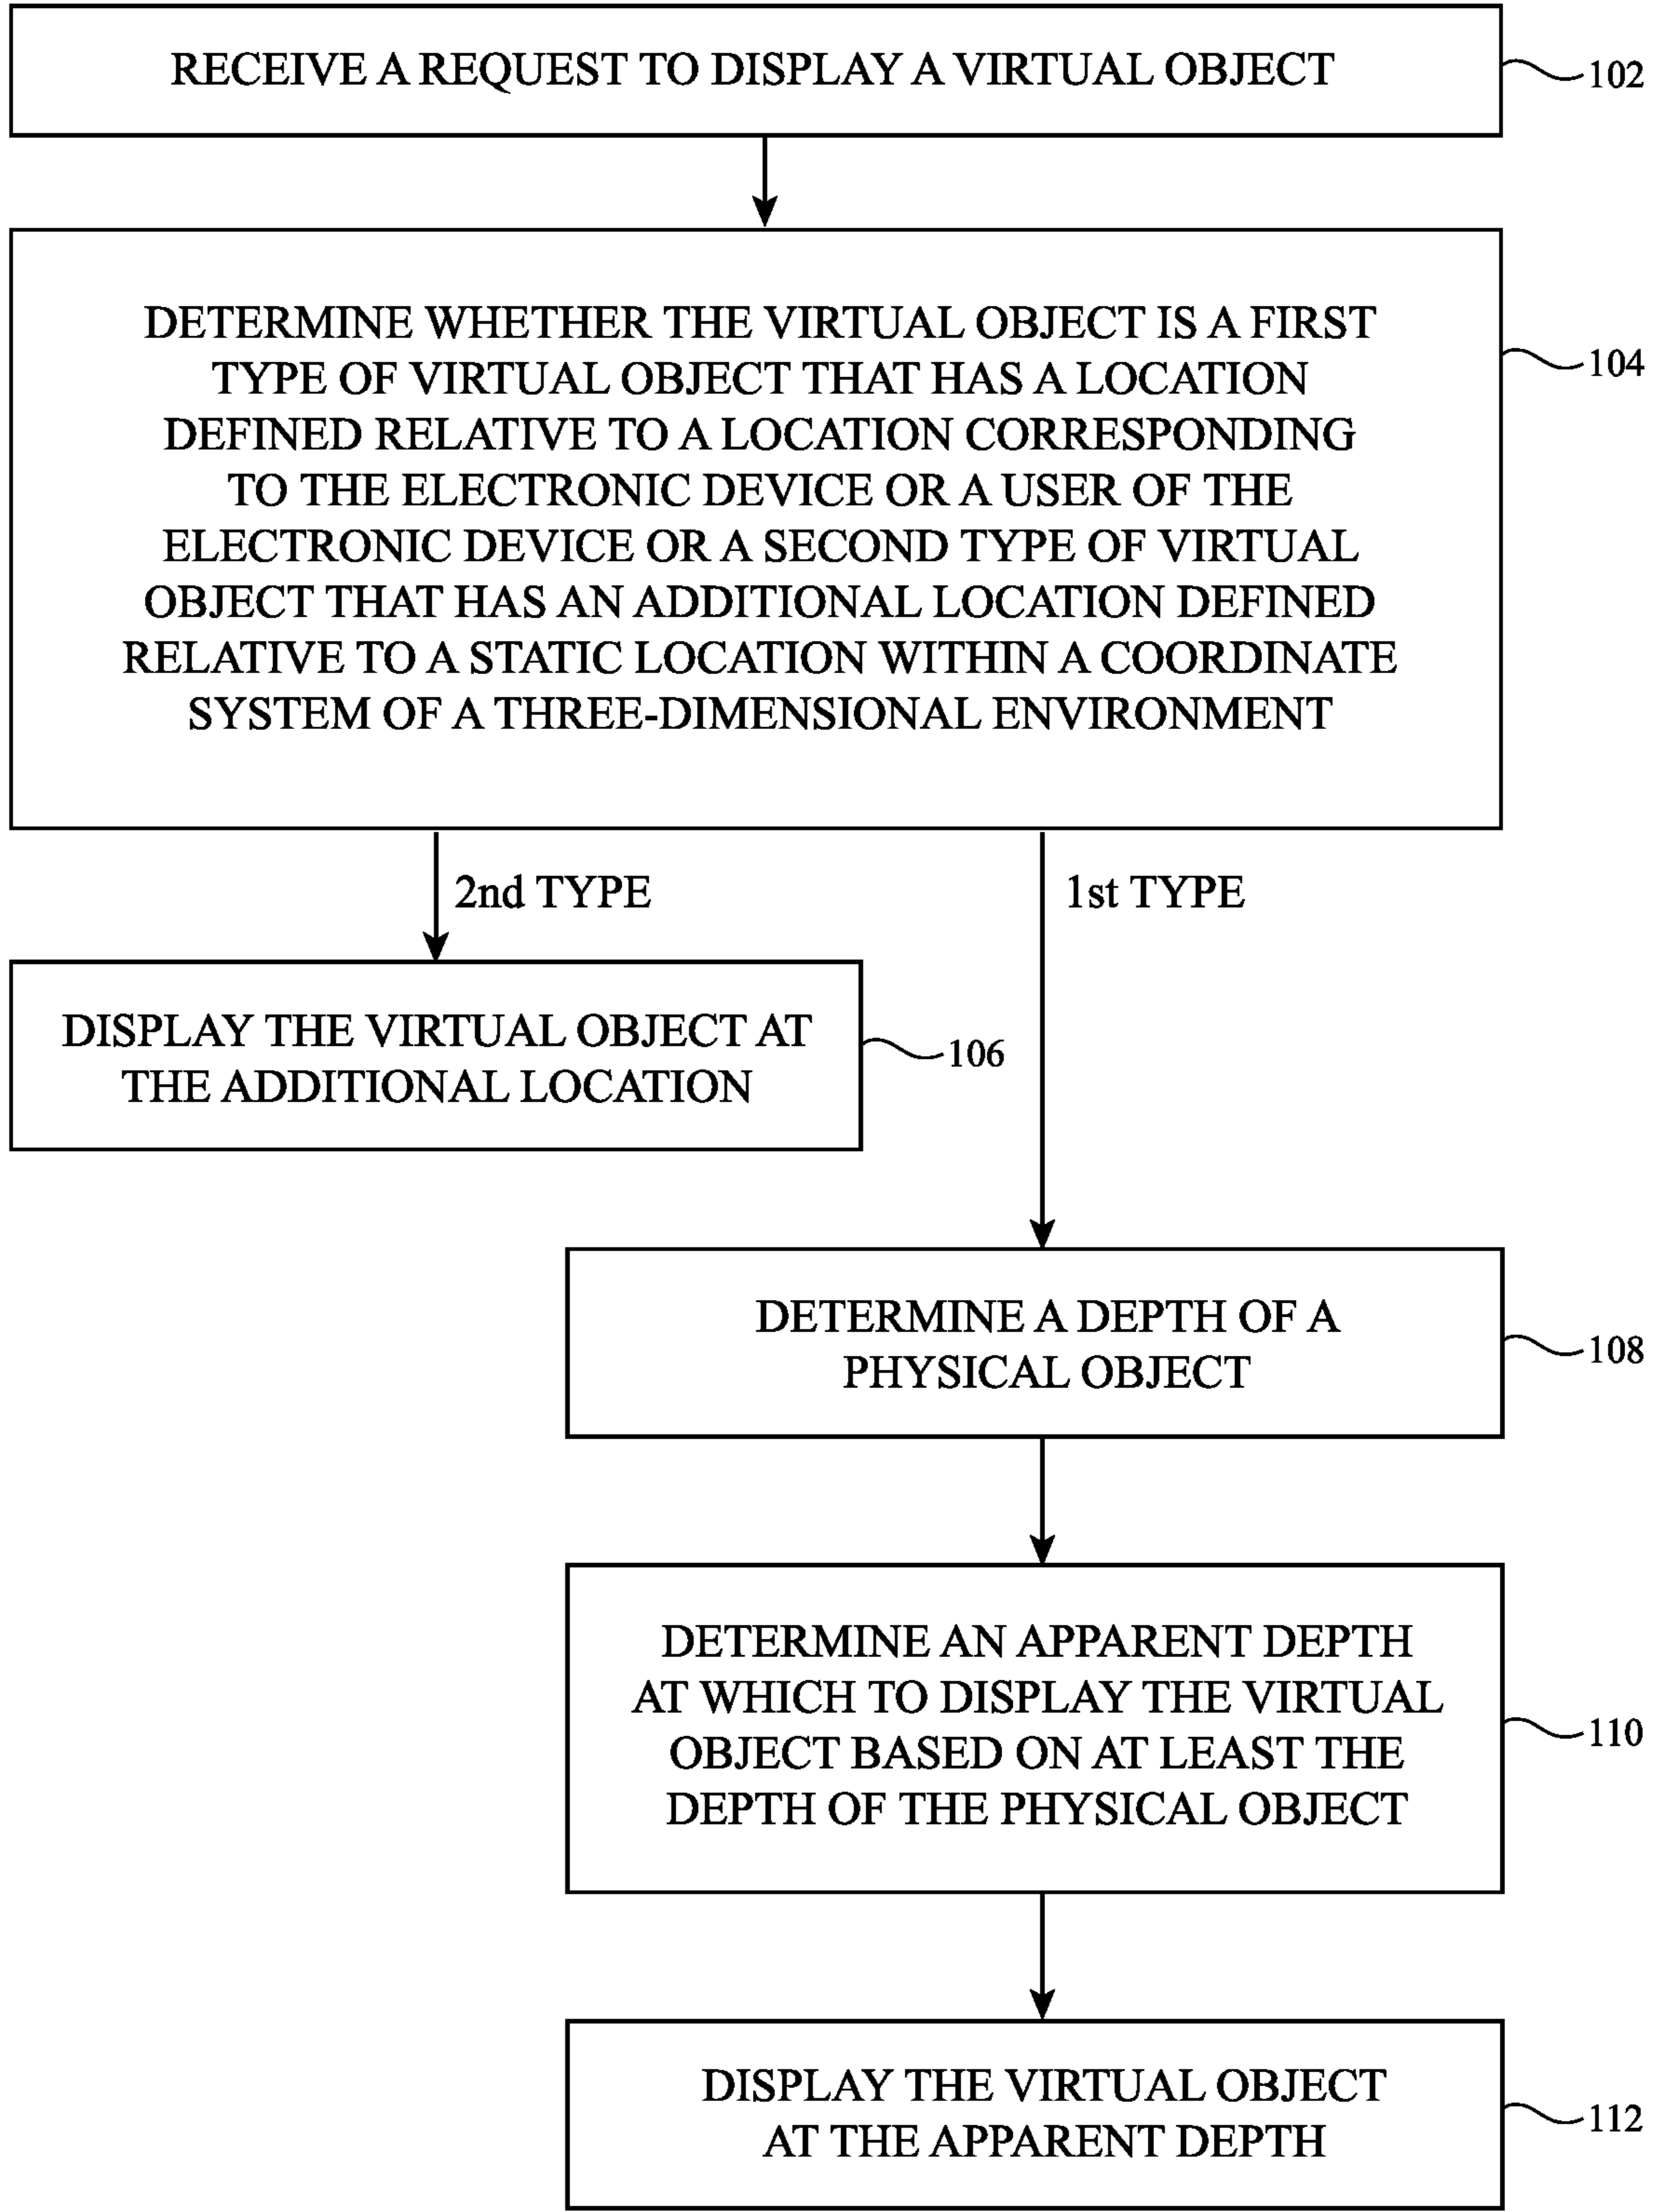 RECEIVE A REQUEST TO DISPLAY A VIRTUAL OBJECT
102
DETERMINE WHETHER THE VIRTUAL OBJECT IS A FIRST
TYPE OF VIRTUAL OBJECT THAT HAS A LOCATION
DEFINED RELATIVE TO A LOCATION CORRESPONDING
TO THE ELECTRONIC DEVICE OR A USER OF THE
ELECTRONIC DEVICE OR A SECOND TYPE OF VIRTUAL
OBJECT THAT HAS AN ADDITIONAL LOCATION DEFINED
RELATIVE TO A STATIC LOCATION WITHIN A COORDINATE
SYSTEM OF A THREE-DIMENSIONAL ENVIRONMENT
104
2nd TYPE
1st TYPE
DISPLAY THE VIRTUAL OBJECT AT
THE ADDITIONAL LOCATION
106
DETERMINE A DEPTH OF A
PHYSICAL OBJECT
108
DETERMINE AN APPARENT DEPTH
AT WHICH TO DISPLAY THE VIRTUAL
OBJECT BASED ON AT LEAST THE
DEPTH OF THE PHYSICAL OBJECT
110
DISPLAY THE VIRTUAL OBJECT
AT THE APPARENT DEPTH
112